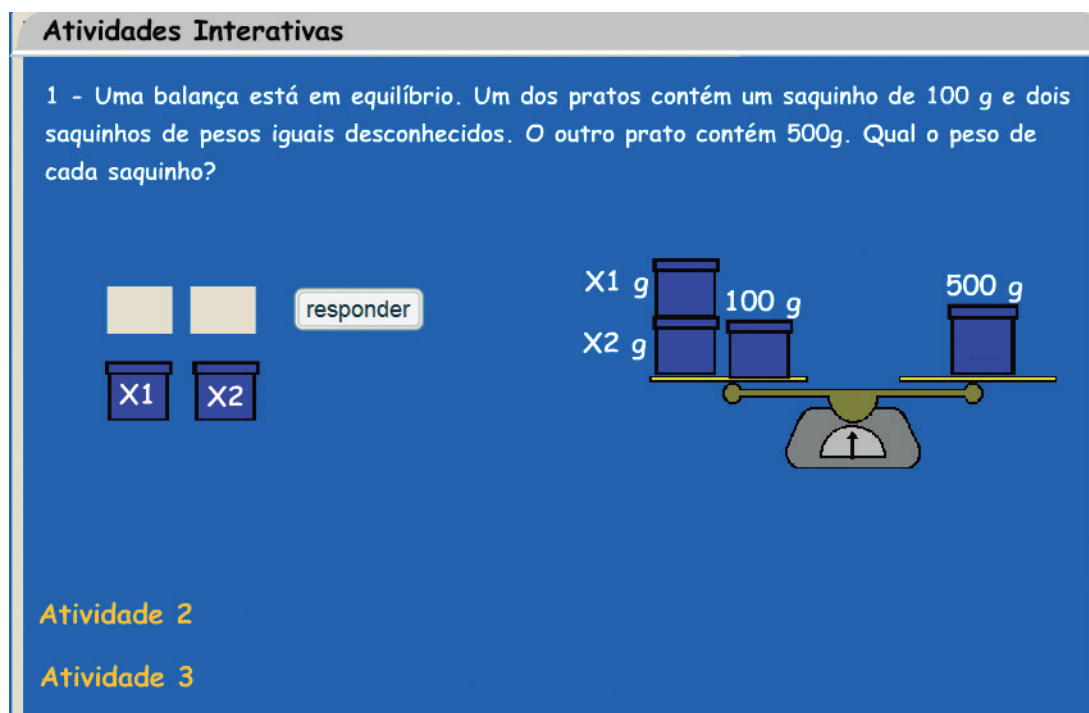 Atividades Interativas
1 - Uma balança está em equilíbrio. Um dos pratos contém um saquinho de 100 g e dois
saquinhos de pesos iguais desconhecidos. O outro prato contém 500g. Qual o peso de
cada saquinho?
responder
X1 X2
X1 g
100 g
X2 g
500 g
Atividade 2
Atividade 3